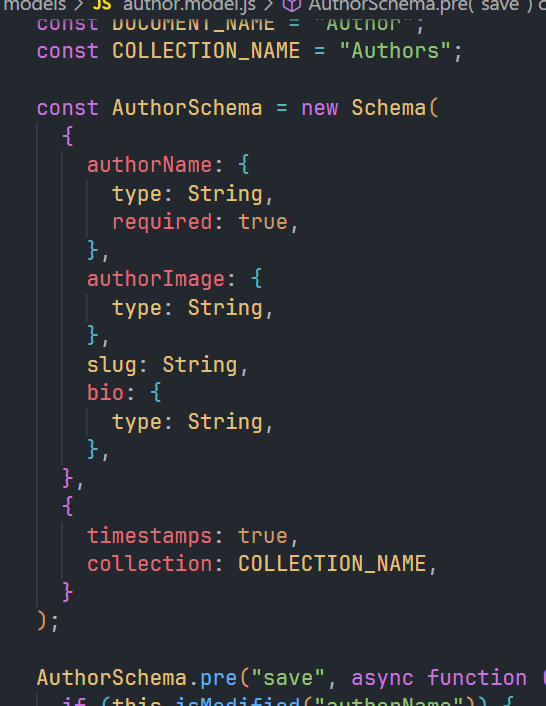 models > JS author.model.js > AuthorSchema.pre("save")
const DOCUMENT_NAME = "Author";
const COLLECTION_NAME = "Authors";
const AuthorSchema = new Schema(
{
authorName: {
type: String,
required: true,
},
authorImage: {
type: String,
},
slug: String,
bio: {
type: String,
},
},
{
timestamps: true,
collection: COLLECTION_NAME,
}
);
AuthorSchema.pre("save", async function (
if (this.isModified("authorName")) {